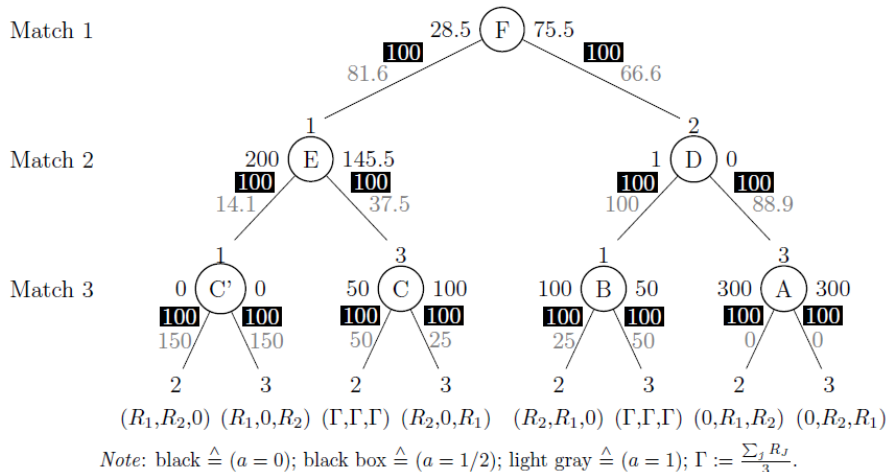 Match 1 28.5 F 75.5
100 100
81.6 66.6
1 2
Match 2 200 E 145.5 1 D 0
100 100 100 100
14.1 37.5 100 88.9
1 3 1 3
Match 3 0 C' 0 50 C 100 100 B 50 300 A 300
100 100 100 100 100 100 100 100
150 150 50 25 25 50 0 0
2 3 2 3 2 3 2 3
(R₁,R₂,0) (R₁,0,R₂) (Γ,Γ,Γ) (R₂,0,R₁) (R₂,R₁,0) (Γ,Γ,Γ) (0,R₁,R₂) (0,R₂,R₁)
Note: black ≙ (a = 0); black box ≙ (a = 1/2); light gray ≙ (a = 1); Γ := ∑ⱼ R_J / 3.